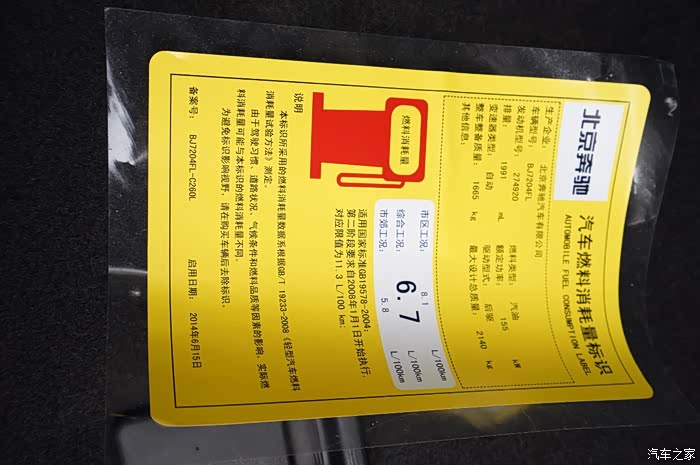 北京奔驰 汽车燃料消耗量标识
AUTOMOBILE FUEL CONSUMPTION LABEL
生产企业: 北京奔驰汽车有限公司
车辆型号: BJ7204FL
发动机型号: 274920 燃料类型: 汽油
排量: 1991 mL 额定功率: 155 kW
变速器类型: 自动 驱动型式: 后驱
整车整备质量: 1665 kg 最大设计总质量: 2140 kg
其他信息:
燃料消耗量
市区工况: 8.1 L/100km
综合工况: 6.7 L/100km
市郊工况: 5.8 L/100km
适用国家标准GB19578-2004;
第二阶段要求自2008年1月1日开始执行,
对应限值为11.3 L/100 km;
说明
本标识所采用的燃料消耗量数据系根据GB/T 19233-2008《轻型汽车燃料
消耗量试验方法》测定。
由于驾驶习惯、道路状况、气候条件和燃料品质等因素的影响,实际燃
料消耗量可能与本标识的燃料消耗量不同。
为避免标识影响视野,请在购买车辆后去除标识。
备案号: BJ7204FL-C260L 启用日期: 2014年6月15日
汽车之家